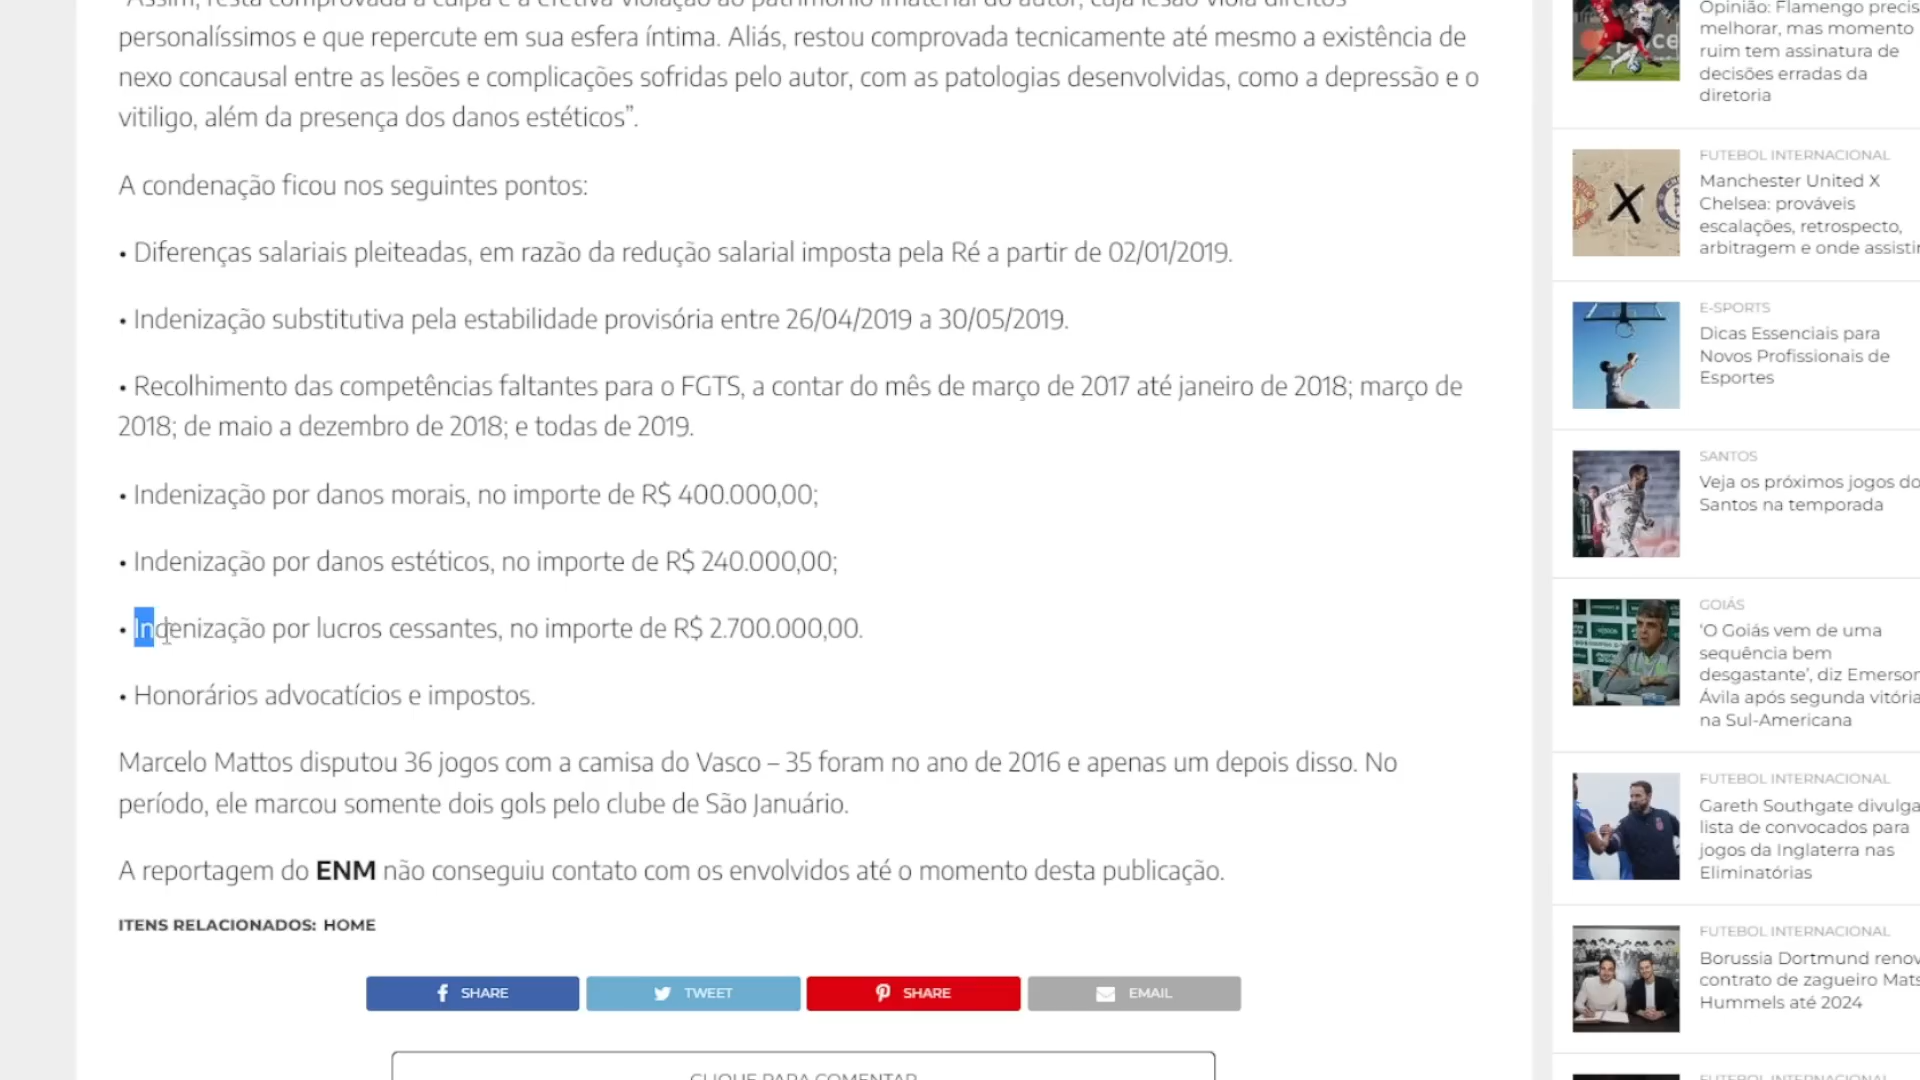 “Assim, resta comprovada a culpa e a efetiva violação ao patrimônio imaterial do autor, cuja lesão viola direitos
personalíssimos e que repercute em sua esfera íntima. Aliás, restou comprovada tecnicamente até mesmo a existência de
nexo concausal entre as lesões e complicações sofridas pelo autor, com as patologias desenvolvidas, como a depressão e o
vitiligo, além da presença dos danos estéticos”.
A condenação ficou nos seguintes pontos:
• Diferenças salariais pleiteadas, em razão da redução salarial imposta pela Ré a partir de 02/01/2019.
• Indenização substitutiva pela estabilidade provisória entre 26/04/2019 a 30/05/2019.
• Recolhimento das competências faltantes para o FGTS, a contar do mês de março de 2017 até janeiro de 2018; março de
2018; de maio a dezembro de 2018; e todas de 2019.
• Indenização por danos morais, no importe de R$ 400.000,00;
• Indenização por danos estéticos, no importe de R$ 240.000,00;
• Indenização por lucros cessantes, no importe de R$ 2.700.000,00.
• Honorários advocatícios e impostos.
Marcelo Mattos disputou 36 jogos com a camisa do Vasco – 35 foram no ano de 2016 e apenas um depois disso. No
período, ele marcou somente dois gols pelo clube de São Januário.
A reportagem do ENM não conseguiu contato com os envolvidos até o momento desta publicação.
ITENS RELACIONADOS: HOME
SHARE
TWEET
SHARE
EMAIL
CLIQUE PARA COMENTAR
Opinião: Flamengo precis
melhorar, mas momento
ruim tem assinatura de
decisões erradas da
diretoria
FUTEBOL INTERNACIONAL
Manchester United X
Chelsea: prováveis
escalações, retrospecto,
arbitragem e onde assistir
E-SPORTS
Dicas Essenciais para
Novos Profissionais de
Esportes
SANTOS
Veja os próximos jogos do
Santos na temporada
GOIÁS
‘O Goiás vem de uma
sequência bem
desgastante’, diz Emerson
Ávila após segunda vitória
na Sul-Americana
FUTEBOL INTERNACIONAL
Gareth Southgate divulga
lista de convocados para
jogos da Inglaterra nas
Eliminatórias
FUTEBOL INTERNACIONAL
Borussia Dortmund renov
contrato de zagueiro Mats
Hummels até 2024
FUTEBOL INTERNACIONAL